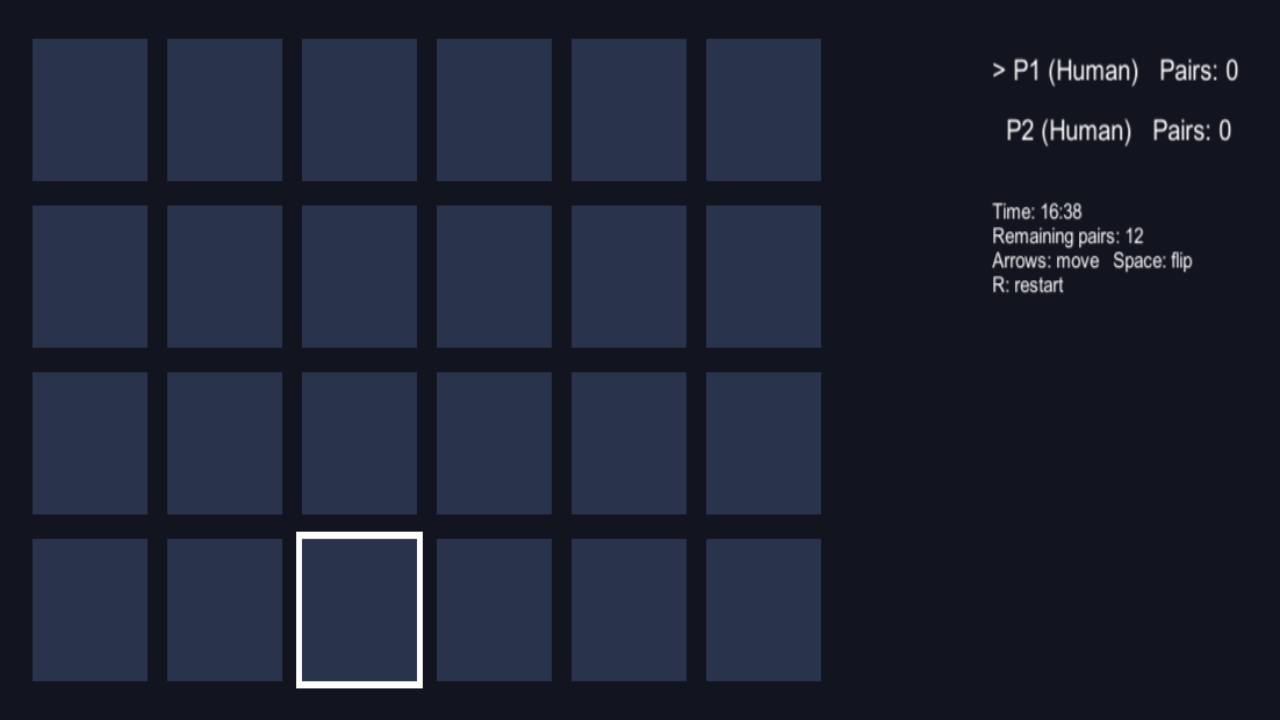 > P1 (Human)   Pairs: 0
P2 (Human)   Pairs: 0
Time: 16:38
Remaining pairs: 12
Arrows: move   Space: flip
R: restart